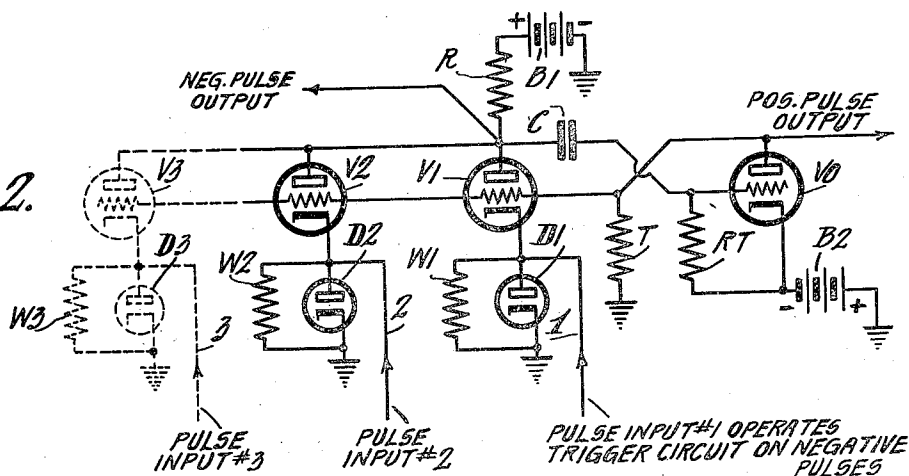 2.
NEG. PULSE
OUTPUT
R
+
-
B1
C
POS. PULSE
OUTPUT
V3
V2
V1
V0
D3
D2
D1
W3
W2
W1
T
RT
B2
-
+
3
2
1
PULSE
INPUT #3
PULSE
INPUT #2
PULSE INPUT #1 OPERATES
TRIGGER CIRCUIT ON NEGATIVE
PULSES